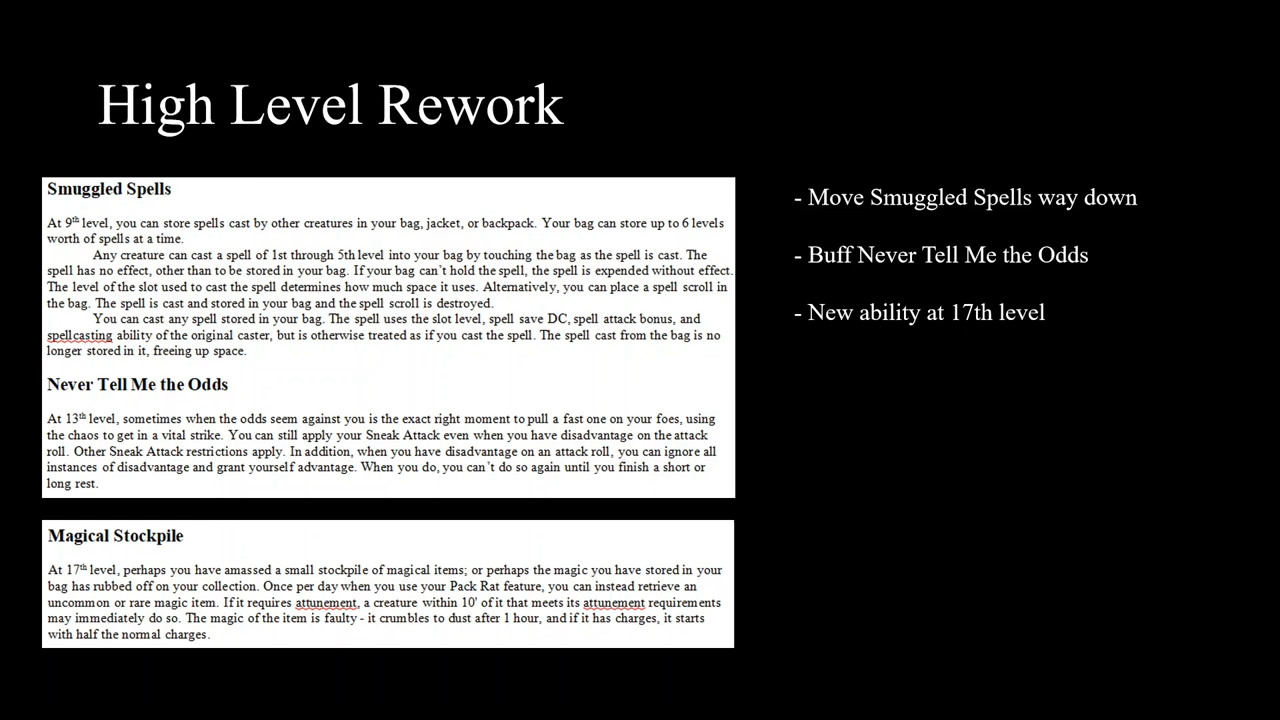 High Level Rework
Smuggled Spells
At 9th level, you can store spells cast by other creatures in your bag, jacket, or backpack. Your bag can store up to 6 levels
worth of spells at a time.
Any creature can cast a spell of 1st through 5th level into your bag by touching the bag as the spell is cast. The
spell has no effect, other than to be stored in your bag. If your bag can't hold the spell, the spell is expended without effect.
The level of the slot used to cast the spell determines how much space it uses. Alternatively, you can place a spell scroll in
the bag. The spell is cast and stored in your bag and the spell scroll is destroyed.
You can cast any spell stored in your bag. The spell uses the slot level, spell save DC, spell attack bonus, and
spellcasting ability of the original caster, but is otherwise treated as if you cast the spell. The spell cast from the bag is no
longer stored in it, freeing up space.
Never Tell Me the Odds
At 13th level, sometimes when the odds seem against you is the exact right moment to pull a fast one on your foes, using
the chaos to get in a vital strike. You can still apply your Sneak Attack even when you have disadvantage on the attack
roll. Other Sneak Attack restrictions apply. In addition, when you have disadvantage on an attack roll, you can ignore all
instances of disadvantage and grant yourself advantage. When you do, you can't do so again until you finish a short or
long rest.
Magical Stockpile
At 17th level, perhaps you have amassed a small stockpile of magical items; or perhaps the magic you have stored in your
bag has rubbed off on your collection. Once per day when you use your Pack Rat feature, you can instead retrieve an
uncommon or rare magic item. If it requires attunement, a creature within 10' of it that meets its attunement requirements
may immediately do so. The magic of the item is faulty - it crumbles to dust after 1 hour, and if it has charges, it starts
with half the normal charges.
- Move Smuggled Spells way down
- Buff Never Tell Me the Odds
- New ability at 17th level